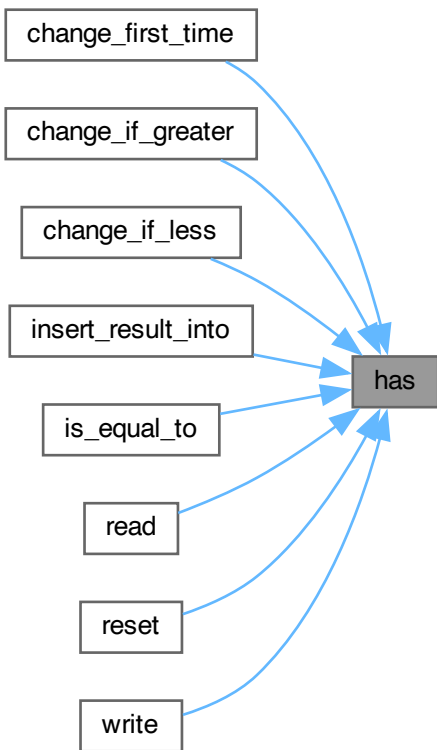 change_first_time
change_if_greater
change_if_less
insert_result_into
has
is_equal_to
read
reset
write